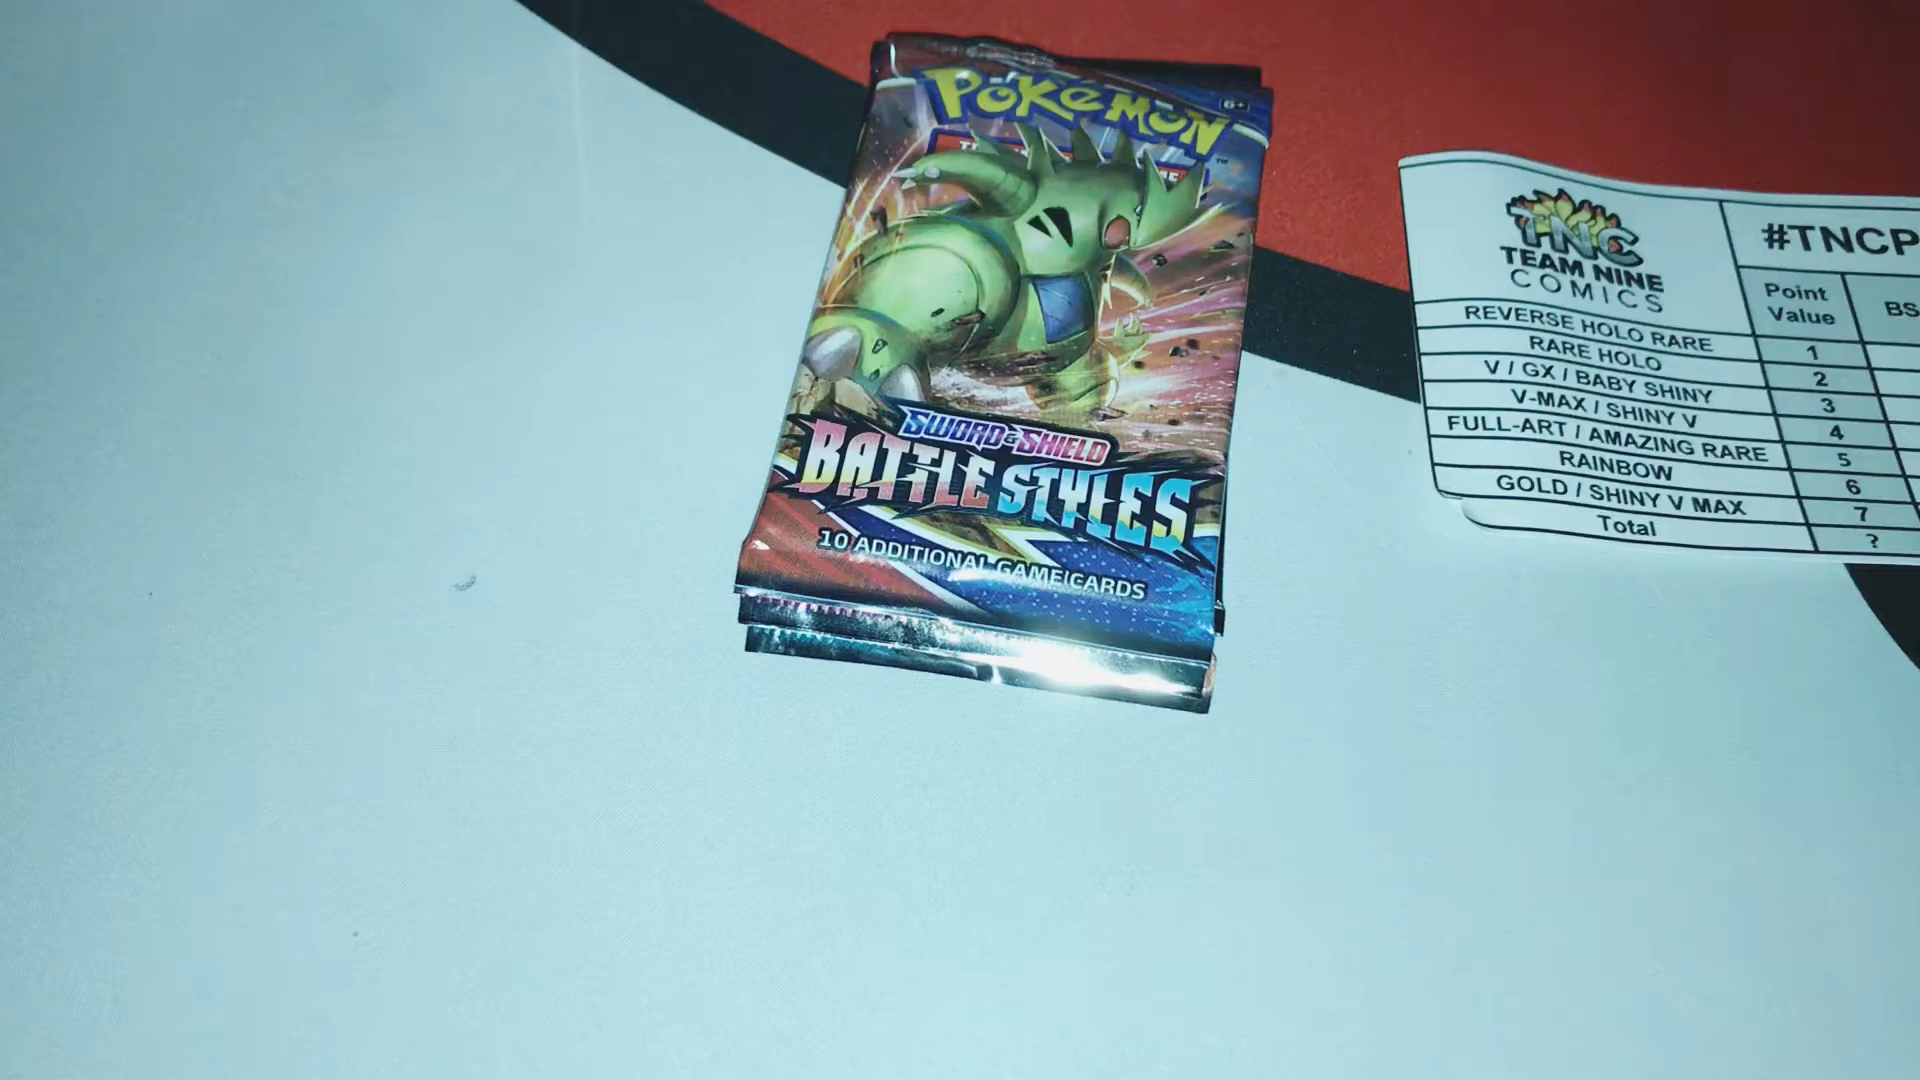 POKéMON
6+
SWORD & SHIELD
BATTLE STYLES
10 ADDITIONAL GAME CARDS
TNC
TEAM NINE
COMICS
#TNCP
Point
Value
BS
REVERSE HOLO RARE 1
RARE HOLO 2
V / GX / BABY SHINY 3
V-MAX / SHINY V 4
FULL-ART / AMAZING RARE 5
RAINBOW 6
GOLD / SHINY V MAX 7
Total ?